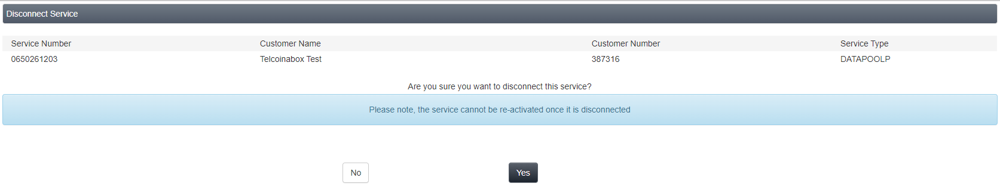 Disconnect Service
Service Number Customer Name Customer Number Service Type
0650261203 Telcoinabox Test 387316 DATAPOOLP
Are you sure you want to disconnect this service?
Please note, the service cannot be re-activated once it is disconnected
No Yes